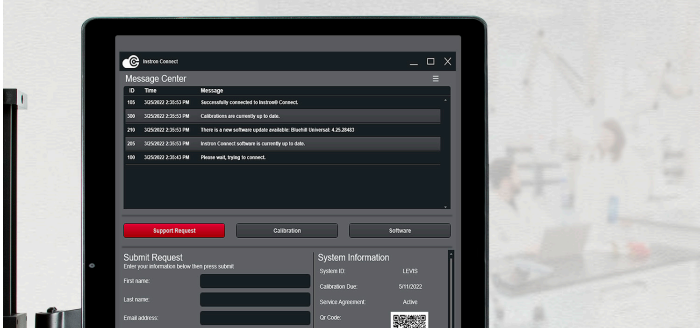 Instron Connect
Message Center
ID Time Message
105 3/25/2022 2:35:53 PM Successfully connected to Instron® Connect.
300 3/25/2022 2:35:53 PM Calibrations are currently up to date.
210 3/25/2022 2:35:53 PM There is a new software update available: Bluehill Universal: 4.25.28483
205 3/25/2022 2:35:53 PM Instron Connect software is currently up to date.
100 3/25/2022 2:35:43 PM Please wait, trying to connect.
Support Request Calibration Software
Submit Request System Information
Enter your information below then press submit
System ID: LEVIS
First name:
Calibration Due: 5/11/2022
Last name:
Service Agreement: Active
Email address:
Qr Code: